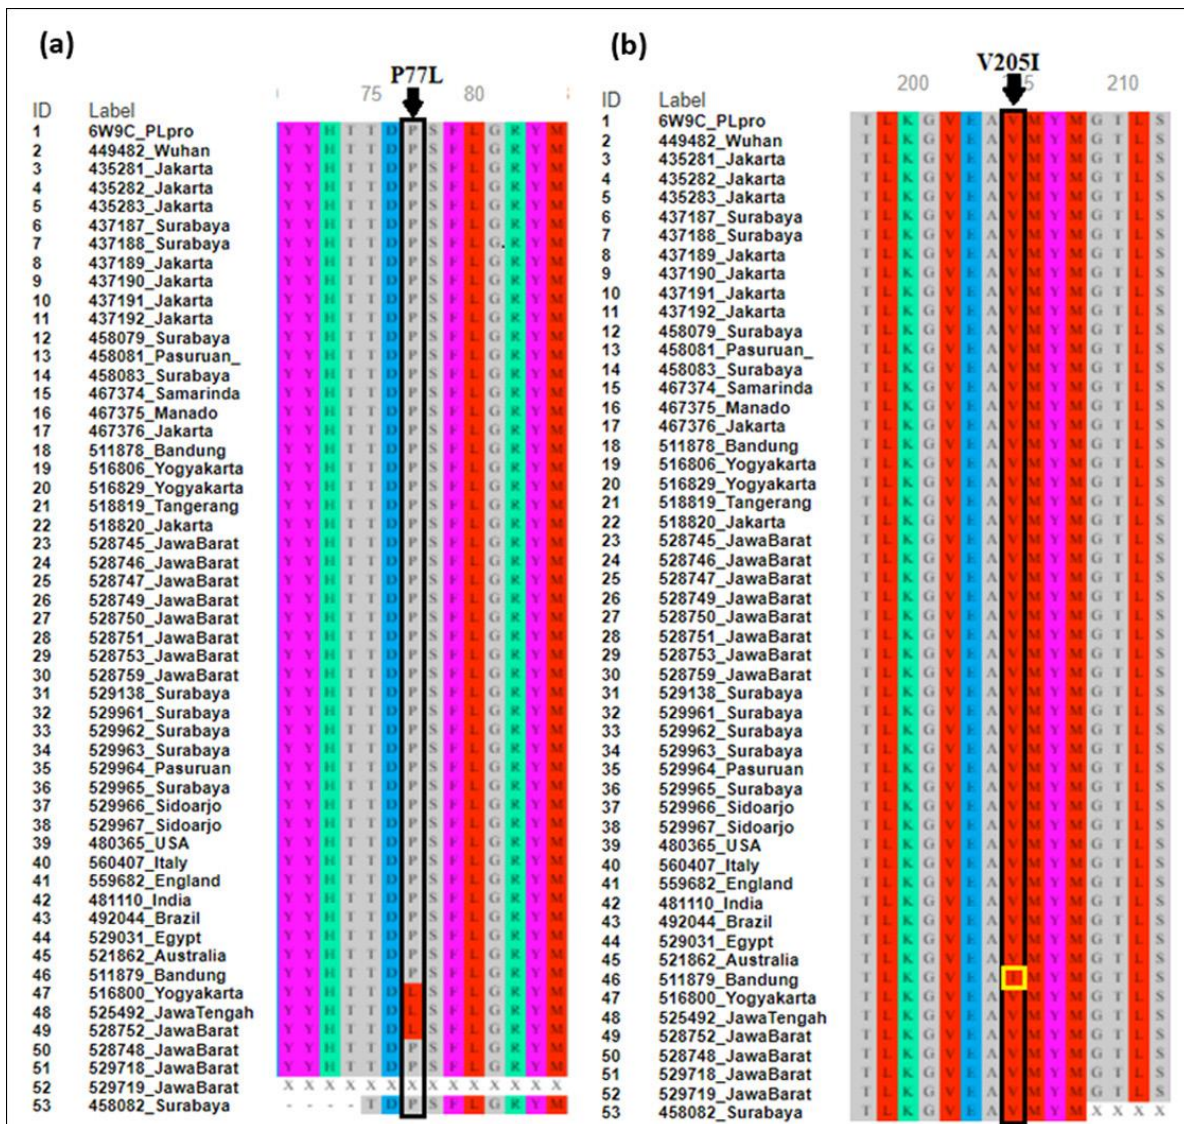 (a)
P77L
75 80
ID Label
1 6W9C_PLpro Y Y H T T D P S F L G R Y M
2 449482_Wuhan Y Y H T T D P S F L G R Y M
3 435281_Jakarta Y Y H T T D P S F L G R Y M
4 435282_Jakarta Y Y H T T D P S F L G R Y M
5 435283_Jakarta Y Y H T T D P S F L G R Y M
6 437187_Surabaya Y Y H T T D P S F L G R Y M
7 437188_Surabaya Y Y H T T D P S F L G R Y M
8 437189_Jakarta Y Y H T T D P S F L G R Y M
9 437190_Jakarta Y Y H T T D P S F L G R Y M
10 437191_Jakarta Y Y H T T D P S F L G R Y M
11 437192_Jakarta Y Y H T T D P S F L G R Y M
12 458079_Surabaya Y Y H T T D P S F L G R Y M
13 458081_Pasuruan_ Y Y H T T D P S F L G R Y M
14 458083_Surabaya Y Y H T T D P S F L G R Y M
15 467374_Samarinda Y Y H T T D P S F L G R Y M
16 467375_Manado Y Y H T T D P S F L G R Y M
17 467376_Jakarta Y Y H T T D P S F L G R Y M
18 511878_Bandung Y Y H T T D P S F L G R Y M
19 516806_Yogyakarta Y Y H T T D P S F L G R Y M
20 516829_Yogyakarta Y Y H T T D P S F L G R Y M
21 518819_Tangerang Y Y H T T D P S F L G R Y M
22 518820_Jakarta Y Y H T T D P S F L G R Y M
23 528745_JawaBarat Y Y H T T D P S F L G R Y M
24 528746_JawaBarat Y Y H T T D P S F L G R Y M
25 528747_JawaBarat Y Y H T T D P S F L G R Y M
26 528749_JawaBarat Y Y H T T D P S F L G R Y M
27 528750_JawaBarat Y Y H T T D P S F L G R Y M
28 528751_JawaBarat Y Y H T T D P S F L G R Y M
29 528753_JawaBarat Y Y H T T D P S F L G R Y M
30 528759_JawaBarat Y Y H T T D P S F L G R Y M
31 529138_Surabaya Y Y H T T D P S F L G R Y M
32 529961_Surabaya Y Y H T T D P S F L G R Y M
33 529962_Surabaya Y Y H T T D P S F L G R Y M
34 529963_Surabaya Y Y H T T D P S F L G R Y M
35 529964_Pasuruan Y Y H T T D P S F L G R Y M
36 529965_Surabaya Y Y H T T D P S F L G R Y M
37 529966_Sidoarjo Y Y H T T D P S F L G R Y M
38 529967_Sidoarjo Y Y H T T D P S F L G R Y M
39 480365_USA Y Y H T T D P S F L G R Y M
40 560407_Italy Y Y H T T D P S F L G R Y M
41 559682_England Y Y H T T D P S F L G R Y M
42 481110_India Y Y H T T D P S F L G R Y M
43 492044_Brazil Y Y H T T D P S F L G R Y M
44 529031_Egypt Y Y H T T D P S F L G R Y M
45 521862_Australia Y Y H T T D P S F L G R Y M
46 511879_Bandung Y Y H T T D P S F L G R Y M
47 516800_Yogyakarta Y Y H T T D L S F L G R Y M
48 525492_JawaTengah Y Y H T T D L S F L G R Y M
49 528752_JawaBarat Y Y H T T D L S F L G R Y M
50 528748_JawaBarat Y Y H T T D P S F L G R Y M
51 529718_JawaBarat Y Y H T T D P S F L G R Y M
52 529719_JawaBarat X X X X X X X X X X X X X X
53 458082_Surabaya - - - - T D P S F L G R Y M
(b)
V205I
200 210
ID Label
1 6W9C_PLpro T L K G V E A V M Y M G T L S
2 449482_Wuhan T L K G V E A V M Y M G T L S
3 435281_Jakarta T L K G V E A V M Y M G T L S
4 435282_Jakarta T L K G V E A V M Y M G T L S
5 435283_Jakarta T L K G V E A V M Y M G T L S
6 437187_Surabaya T L K G V E A V M Y M G T L S
7 437188_Surabaya T L K G V E A V M Y M G T L S
8 437189_Jakarta T L K G V E A V M Y M G T L S
9 437190_Jakarta T L K G V E A V M Y M G T L S
10 437191_Jakarta T L K G V E A V M Y M G T L S
11 437192_Jakarta T L K G V E A V M Y M G T L S
12 458079_Surabaya T L K G V E A V M Y M G T L S
13 458081_Pasuruan_ T L K G V E A V M Y M G T L S
14 458083_Surabaya T L K G V E A V M Y M G T L S
15 467374_Samarinda T L K G V E A V M Y M G T L S
16 467375_Manado T L K G V E A V M Y M G T L S
17 467376_Jakarta T L K G V E A V M Y M G T L S
18 511878_Bandung T L K G V E A V M Y M G T L S
19 516806_Yogyakarta T L K G V E A V M Y M G T L S
20 516829_Yogyakarta T L K G V E A V M Y M G T L S
21 518819_Tangerang T L K G V E A V M Y M G T L S
22 518820_Jakarta T L K G V E A V M Y M G T L S
23 528745_JawaBarat T L K G V E A V M Y M G T L S
24 528746_JawaBarat T L K G V E A V M Y M G T L S
25 528747_JawaBarat T L K G V E A V M Y M G T L S
26 528749_JawaBarat T L K G V E A V M Y M G T L S
27 528750_JawaBarat T L K G V E A V M Y M G T L S
28 528751_JawaBarat T L K G V E A V M Y M G T L S
29 528753_JawaBarat T L K G V E A V M Y M G T L S
30 528759_JawaBarat T L K G V E A V M Y M G T L S
31 529138_Surabaya T L K G V E A V M Y M G T L S
32 529961_Surabaya T L K G V E A V M Y M G T L S
33 529962_Surabaya T L K G V E A V M Y M G T L S
34 529963_Surabaya T L K G V E A V M Y M G T L S
35 529964_Pasuruan T L K G V E A V M Y M G T L S
36 529965_Surabaya T L K G V E A V M Y M G T L S
37 529966_Sidoarjo T L K G V E A V M Y M G T L S
38 529967_Sidoarjo T L K G V E A V M Y M G T L S
39 480365_USA T L K G V E A V M Y M G T L S
40 560407_Italy T L K G V E A V M Y M G T L S
41 559682_England T L K G V E A V M Y M G T L S
42 481110_India T L K G V E A V M Y M G T L S
43 492044_Brazil T L K G V E A V M Y M G T L S
44 529031_Egypt T L K G V E A V M Y M G T L S
45 521862_Australia T L K G V E A V M Y M G T L S
46 511879_Bandung T L K G V E A I M Y M G T L S
47 516800_Yogyakarta T L K G V E A V M Y M G T L S
48 525492_JawaTengah T L K G V E A V M Y M G T L S
49 528752_JawaBarat T L K G V E A V M Y M G T L S
50 528748_JawaBarat T L K G V E A V M Y M G T L S
51 529718_JawaBarat T L K G V E A V M Y M G T L S
52 529719_JawaBarat T L K G V E A V M Y M G T L S
53 458082_Surabaya T L K G V E A V M Y M X X X X